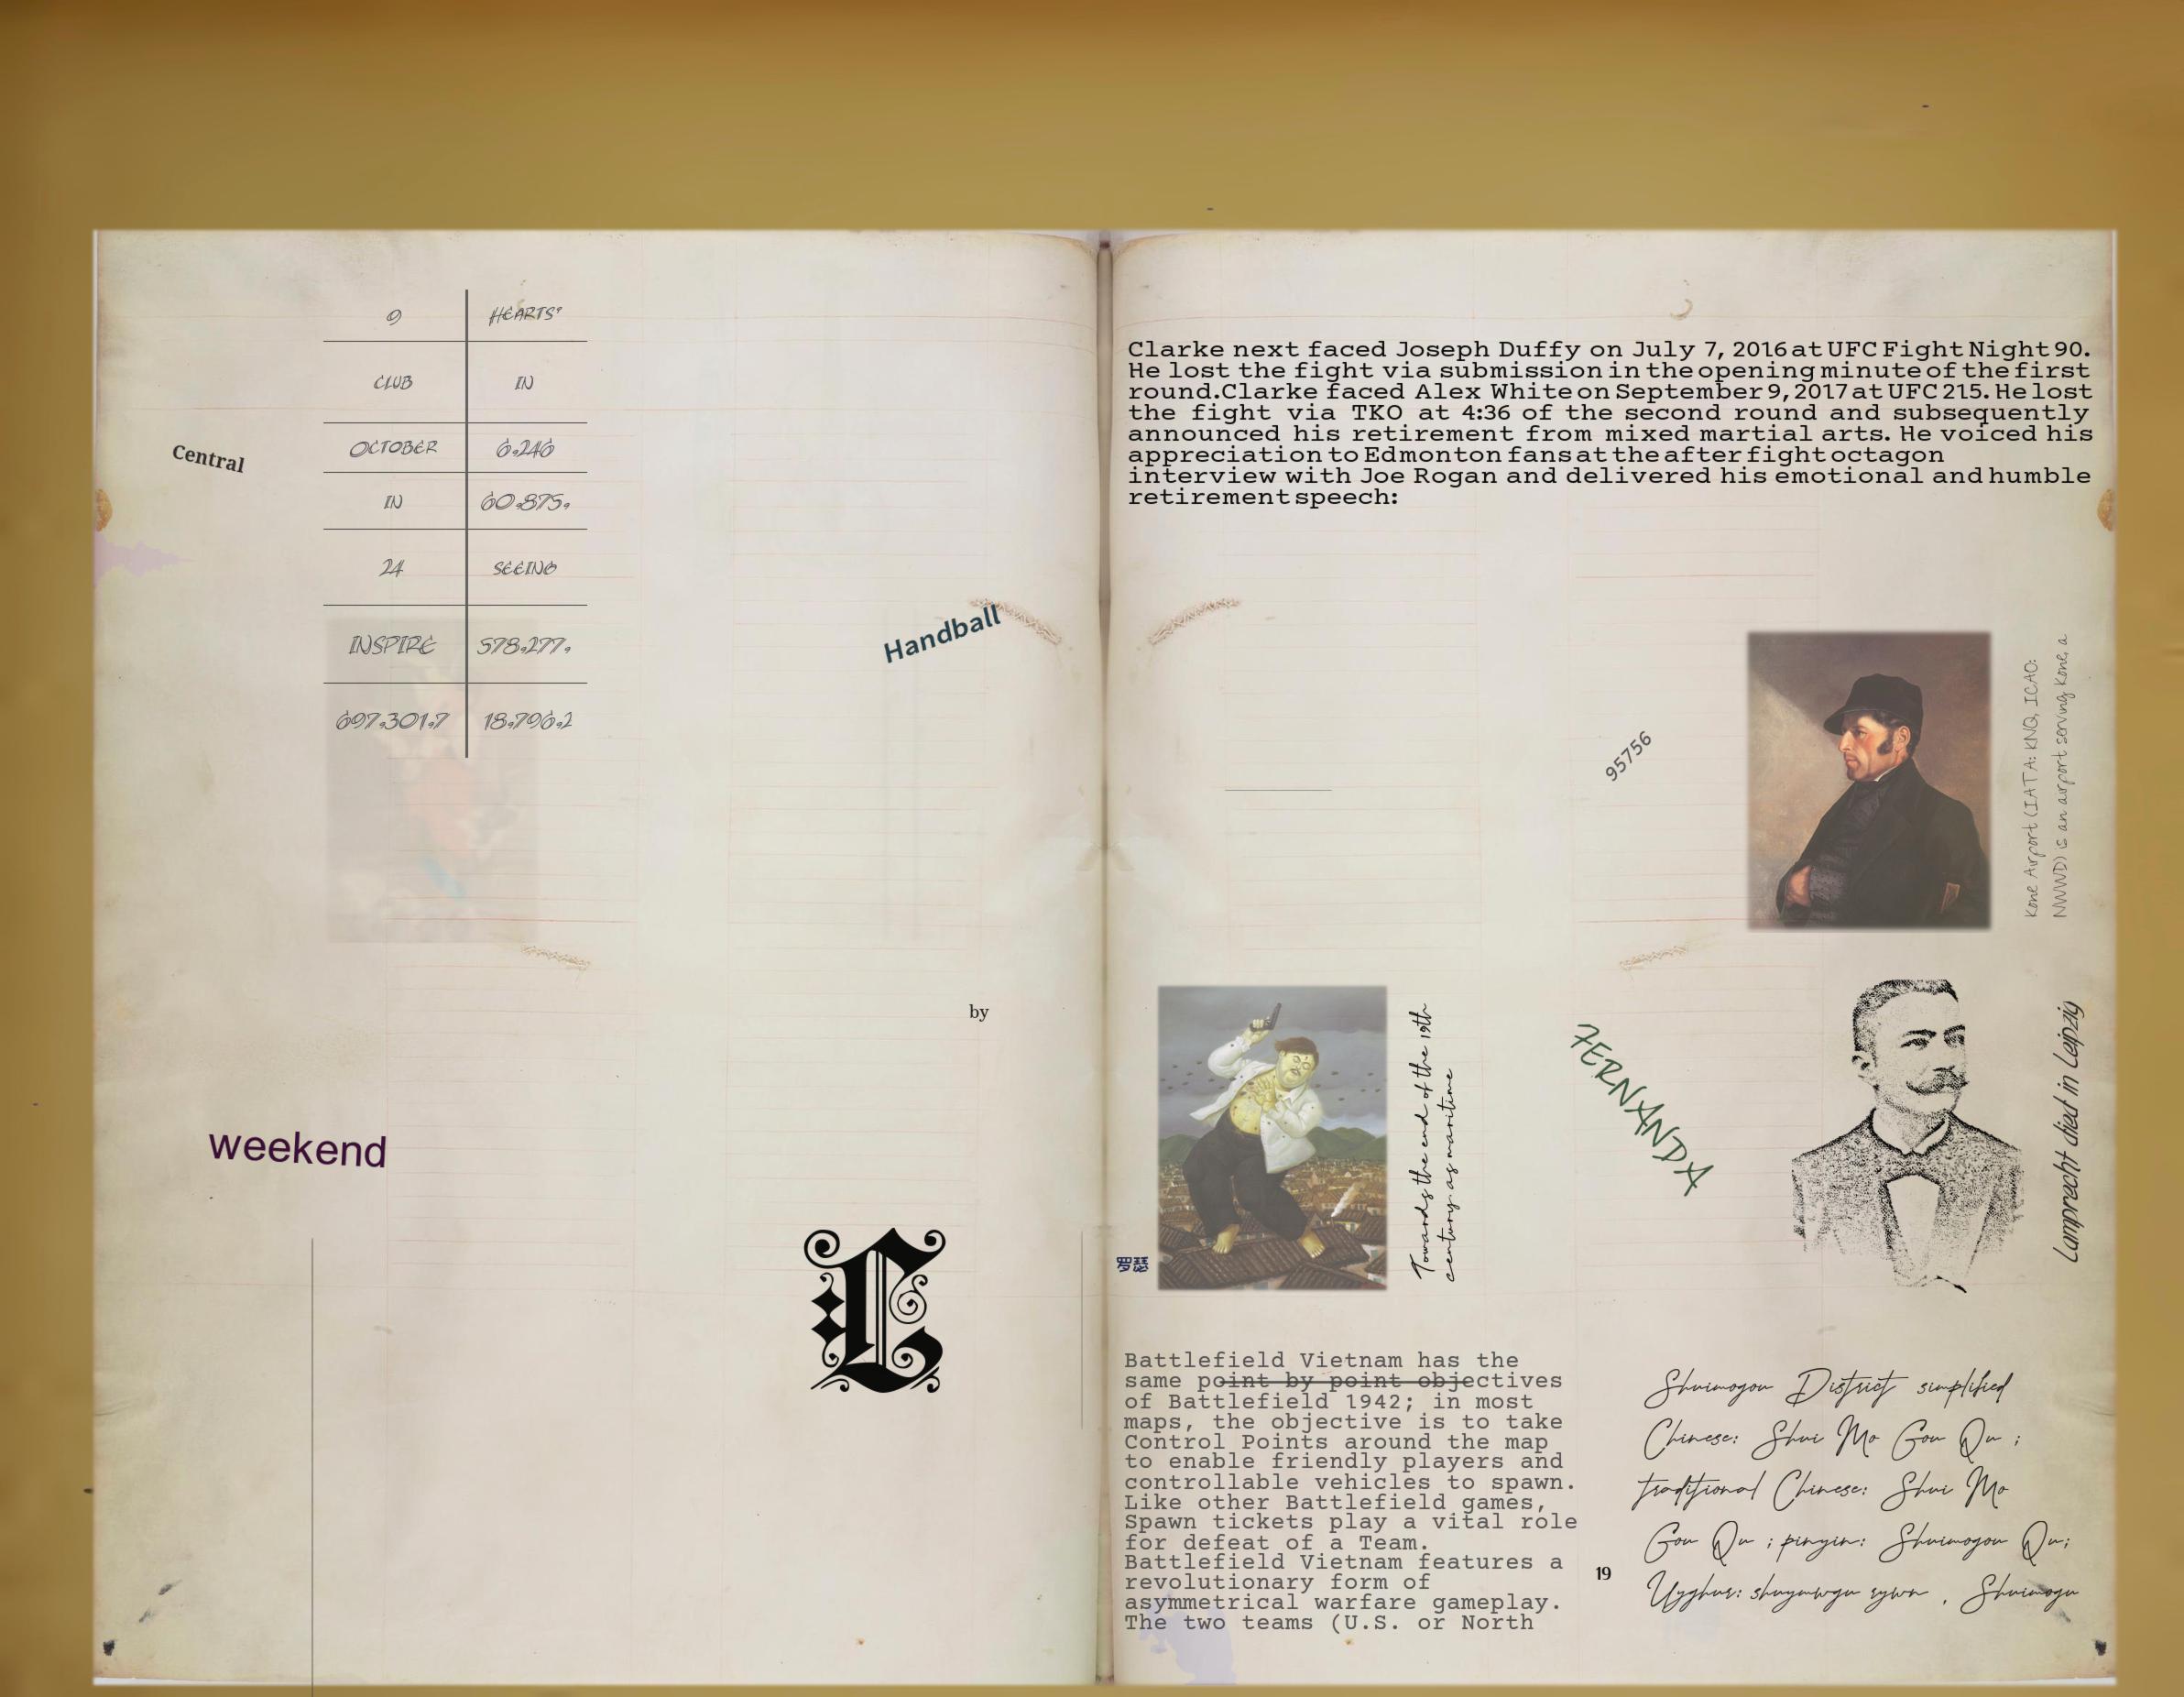 9 HEARTS'
CLUB IN
OCTOBER 6,246
IN 60,875,
24 SEEING
INSPIRE 578,277,
697,301,7 18,796,2
Central
Handball
by
weekend
Clarke next faced Joseph Duffy on July 7, 2016 at UFC Fight Night 90.
He lost the fight via submission in the opening minute of the first
round.Clarke faced Alex White on September 9, 2017 at UFC 215. He lost
the fight via TKO at 4:36 of the second round and subsequently
announced his retirement from mixed martial arts. He voiced his
appreciation to Edmonton fans at the after fight octagon
interview with Joe Rogan and delivered his emotional and humble
retirement speech:
95756
Kone Airport (IATA: KNQ, ICAO:
NWWD) is an airport serving Kone, a
罗瑟
Towards the end of the 19th
century as maritime
FERNANDA
Lamprecht died in Leipzig
Battlefield Vietnam has the
same point by point objectives
of Battlefield 1942; in most
maps, the objective is to take
Control Points around the map
to enable friendly players and
controllable vehicles to spawn.
Like other Battlefield games,
Spawn tickets play a vital role
for defeat of a Team.
Battlefield Vietnam features a
revolutionary form of
asymmetrical warfare gameplay.
The two teams (U.S. or North
19
Shuimogou District simplified
Chinese: Shui Mo Gou Qu ;
traditional Chinese: Shui Mo
Gou Qu ; pinyin: Shuimogou Qu;
Uyghur: shuymwgu rywn , Shuimogu